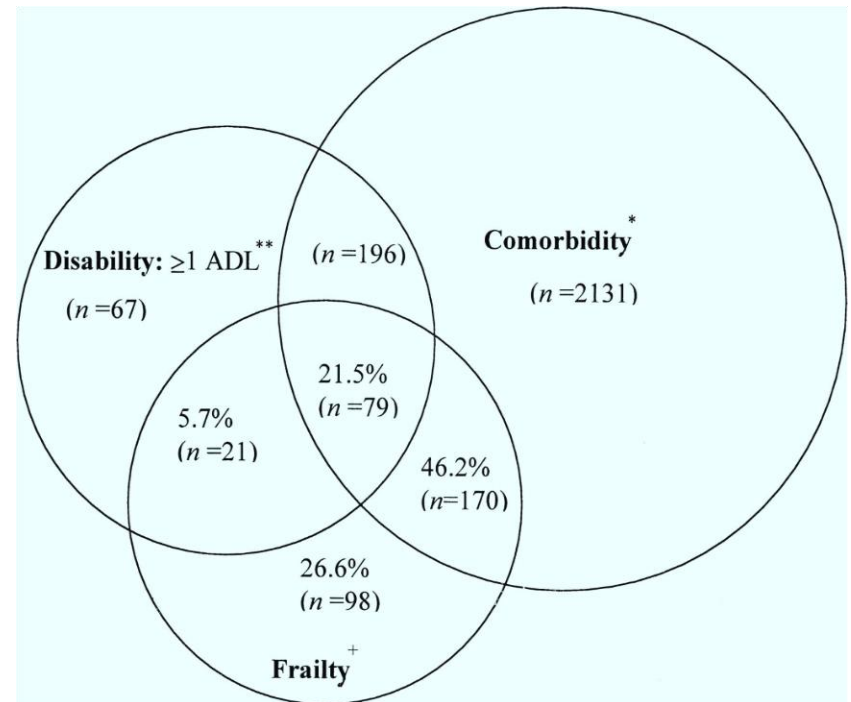 Disability: ≥1 ADL**
(n =67)
(n =196)
Comorbidity*
(n =2131)
21.5%
(n =79)
5.7%
(n =21)
46.2%
(n=170)
26.6%
(n =98)
Frailty+